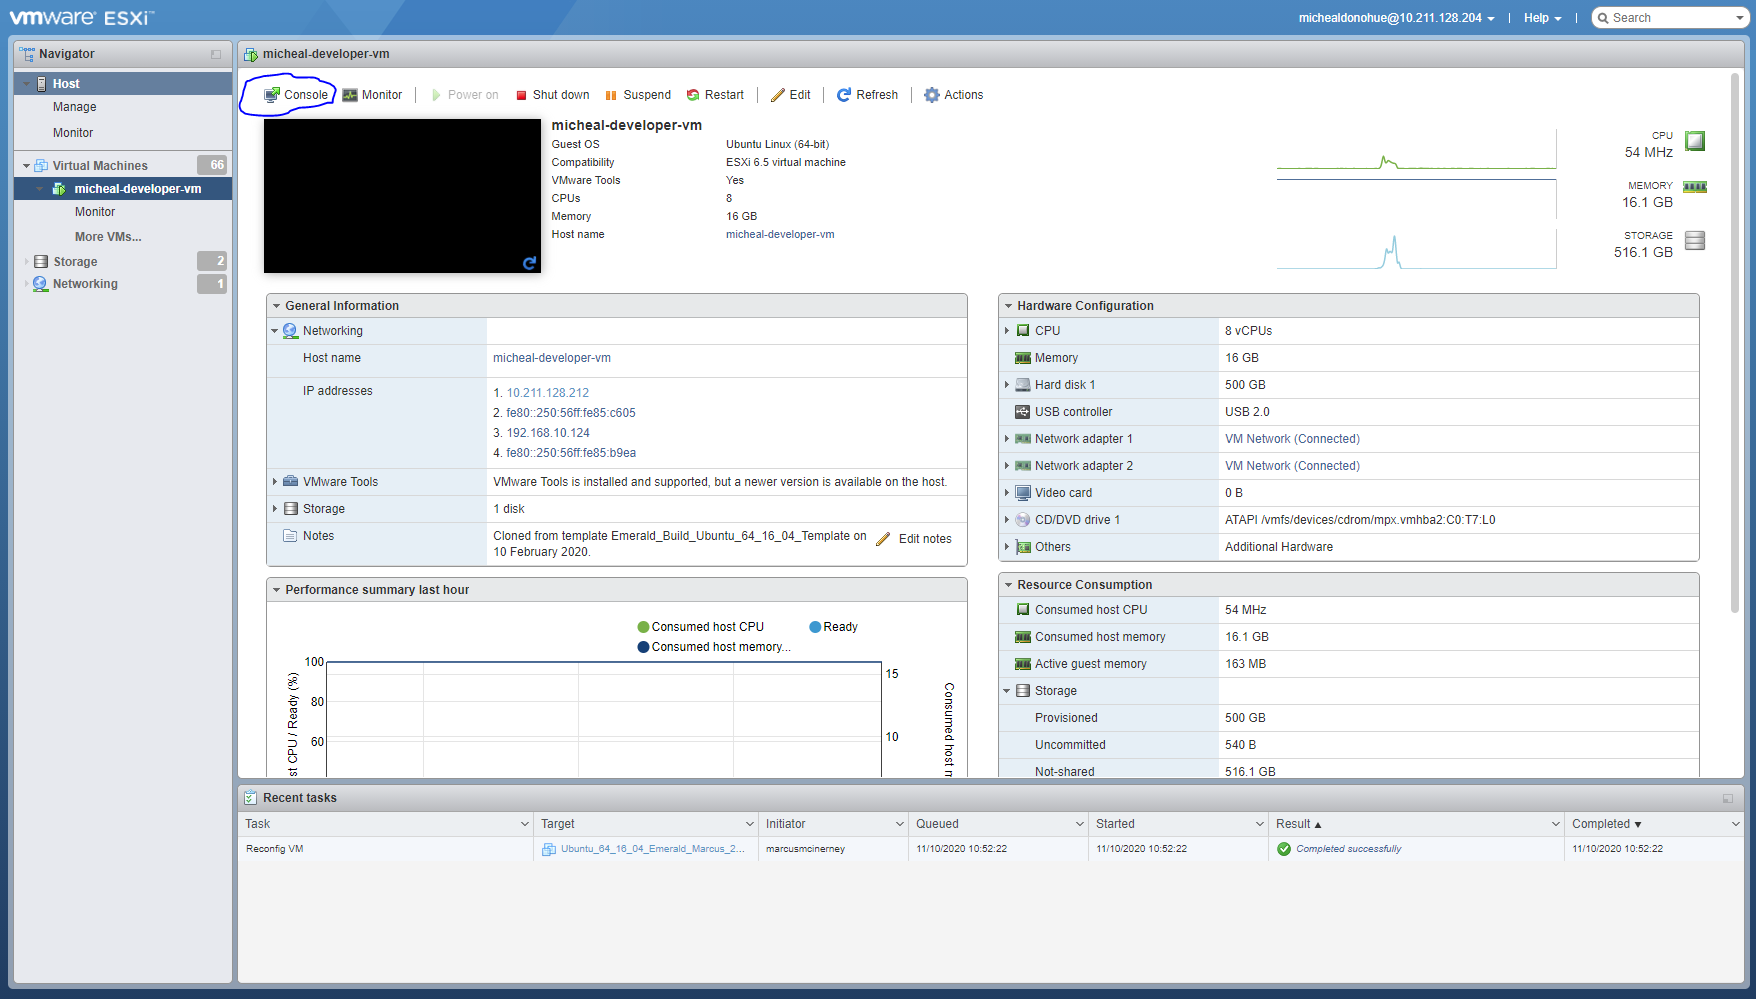 vmware ESXi™
michealdonohue@10.211.128.204 | Help | Search
Navigator
Host
Manage
Monitor
Virtual Machines 66
micheal-developer-vm
Monitor
More VMs...
Storage 2
Networking 1
micheal-developer-vm
Console Monitor | Power on Shut down Suspend Restart | Edit | Refresh | Actions
micheal-developer-vm
Guest OS Ubuntu Linux (64-bit)
Compatibility ESXi 6.5 virtual machine
VMware Tools Yes
CPUs 8
Memory 16 GB
Host name micheal-developer-vm
CPU
54 MHz
MEMORY
16.1 GB
STORAGE
516.1 GB
General Information
Networking
Host name micheal-developer-vm
IP addresses
1. 10.211.128.212
2. fe80::250:56ff:fe85:c605
3. 192.168.10.124
4. fe80::250:56ff:fe85:b9ea
VMware Tools VMware Tools is installed and supported, but a newer version is available on the host.
Storage 1 disk
Notes Cloned from template Emerald_Build_Ubuntu_64_16_04_Template on
10 February 2020.
Edit notes
Performance summary last hour
Consumed host CPU Ready
Consumed host memory...
100
80
60
15
10
st CPU / Ready (%)
Consumed host m
Hardware Configuration
CPU 8 vCPUs
Memory 16 GB
Hard disk 1 500 GB
USB controller USB 2.0
Network adapter 1 VM Network (Connected)
Network adapter 2 VM Network (Connected)
Video card 0 B
CD/DVD drive 1 ATAPI /vmfs/devices/cdrom/mpx.vmhba2:C0:T7:L0
Others Additional Hardware
Resource Consumption
Consumed host CPU 54 MHz
Consumed host memory 16.1 GB
Active guest memory 163 MB
Storage
Provisioned 500 GB
Uncommitted 540 B
Not-shared 516.1 GB
Recent tasks
Task Target Initiator Queued Started Result Completed
Reconfig VM Ubuntu_64_16_04_Emerald_Marcus_2... marcusmcinerney 11/10/2020 10:52:22 11/10/2020 10:52:22 Completed successfully 11/10/2020 10:52:22